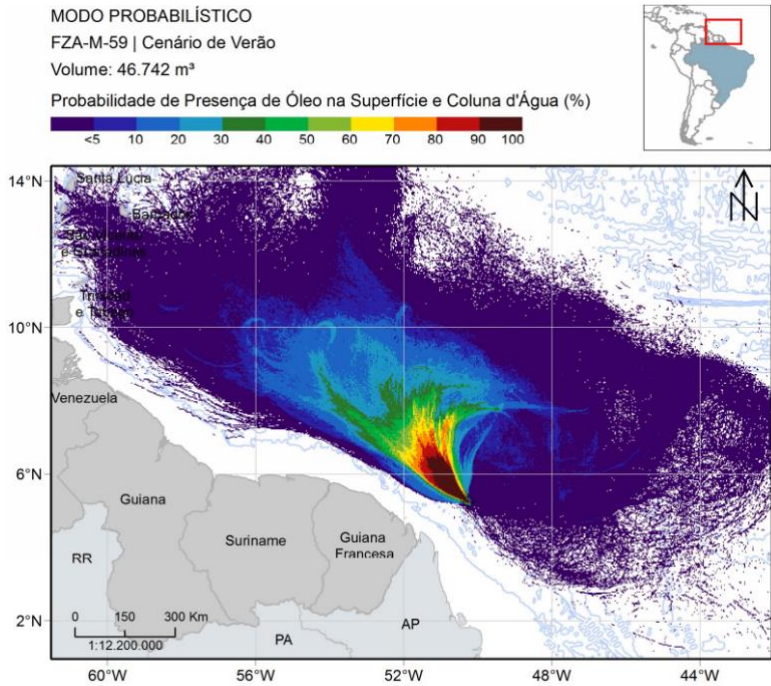 MODO PROBABILÍSTICO
FZA-M-59 | Cenário de Verão
Volume: 46.742 m³
Probabilidade de Presença de Óleo na Superfície e Coluna d'Água (%)
<5 10 20 30 40 50 60 70 80 90 100
14°N
Santa Lúcia
N
Barbados
e Granadinas
Trinidad
e Tobago
10°N
Venezuela
6°N
Guiana
Suriname
Guiana
Francesa
RR
0 150 300 Km
1:12.200.000
2°N
PA
AP
60°W 56°W 52°W 48°W 44°W